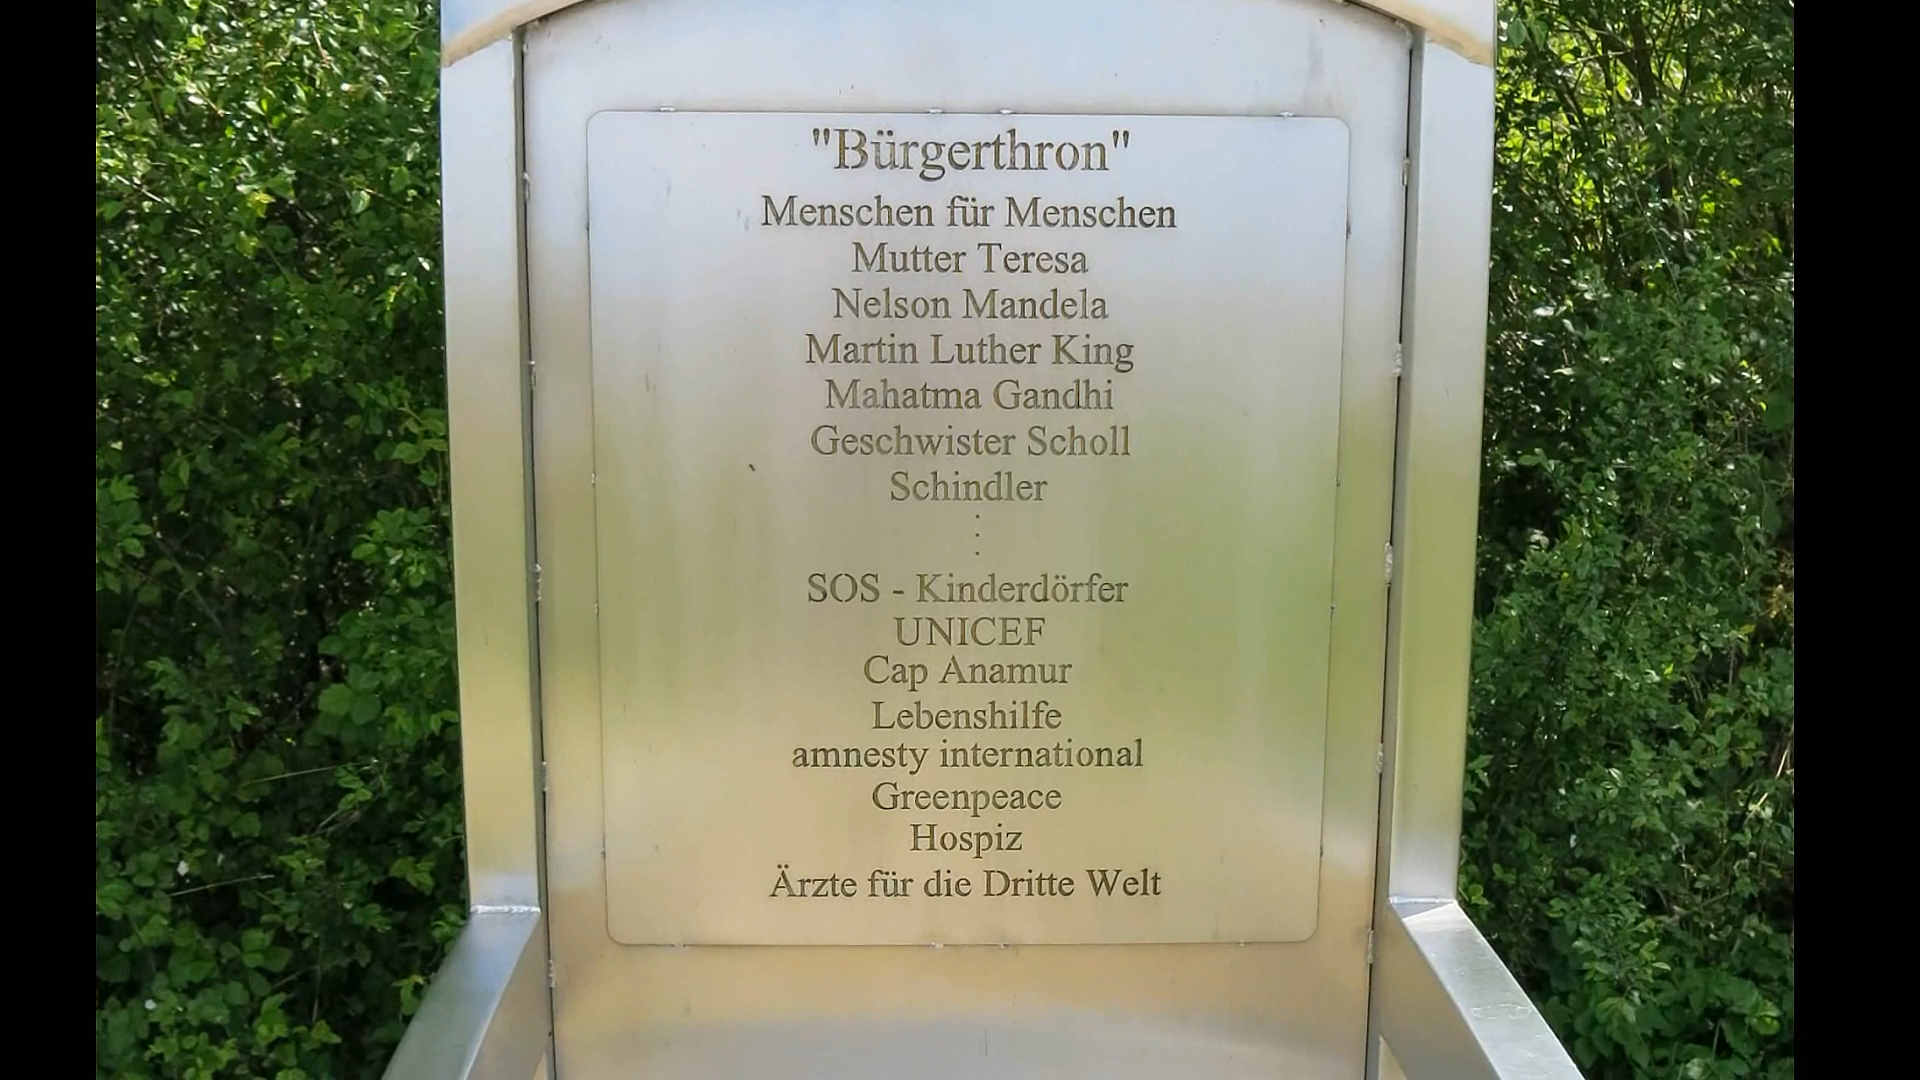 "Bürgerthron"
Menschen für Menschen
Mutter Teresa
Nelson Mandela
Martin Luther King
Mahatma Gandhi
Geschwister Scholl
Schindler
.
.
.
SOS - Kinderdörfer
UNICEF
Cap Anamur
Lebenshilfe
amnesty international
Greenpeace
Hospiz
Ärzte für die Dritte Welt